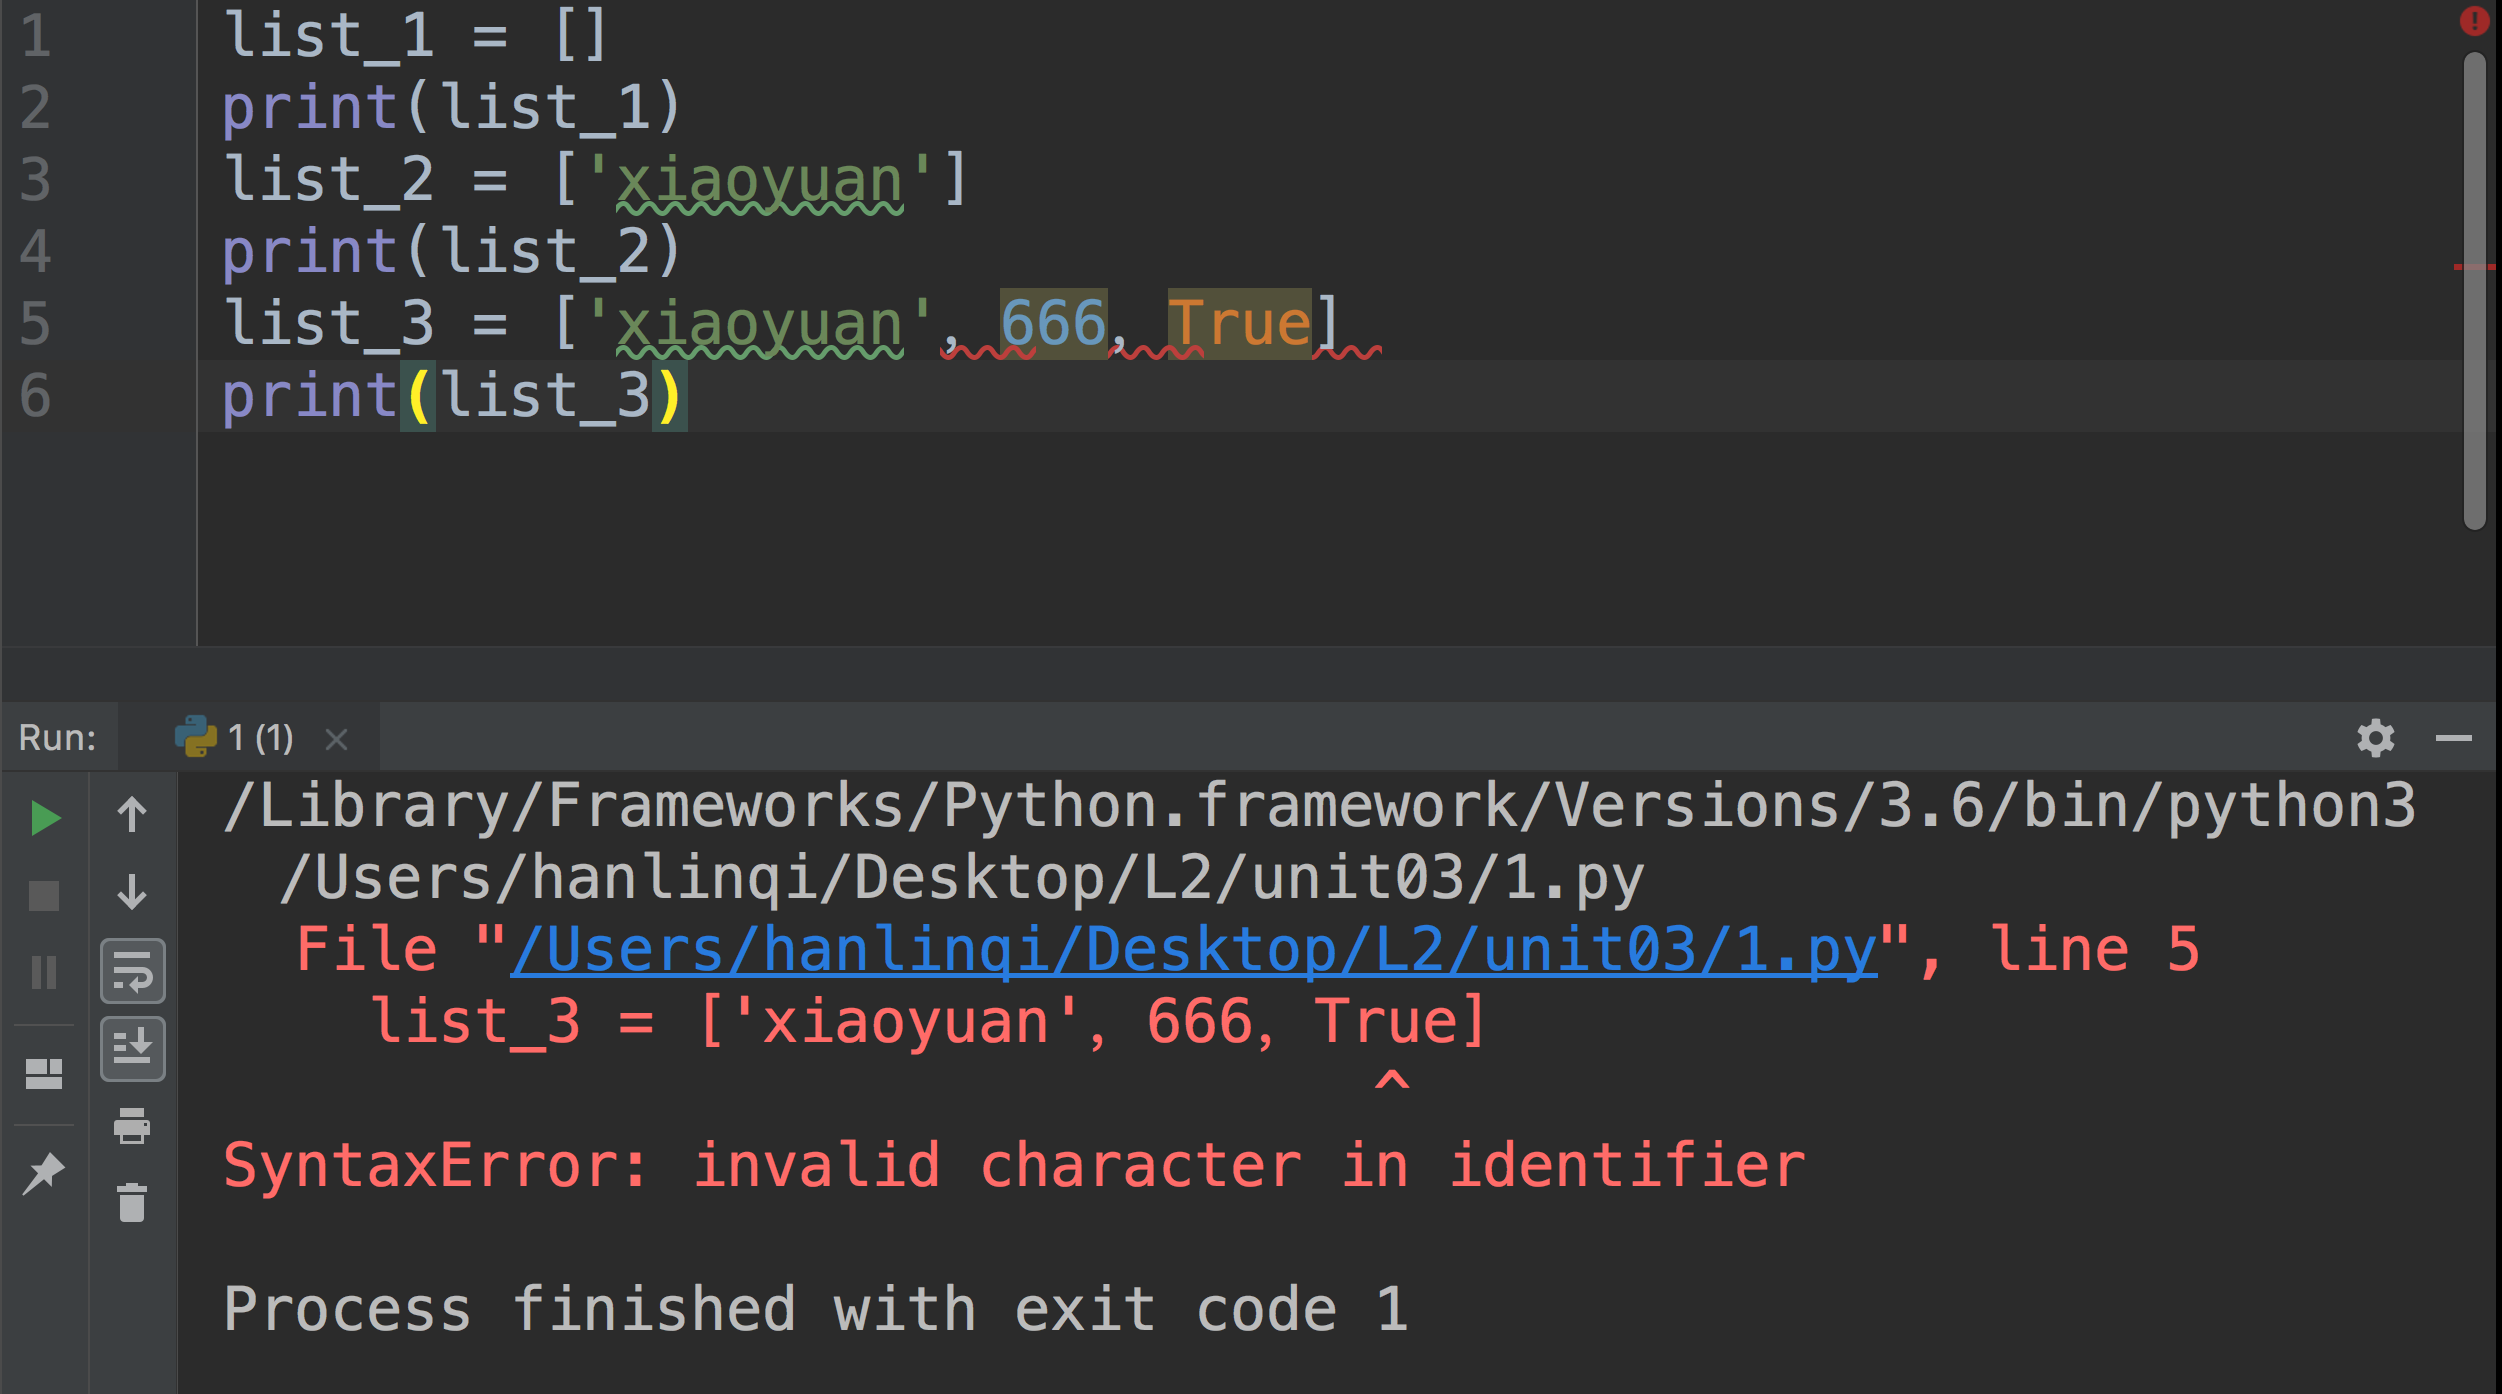 1 list_1 = []
2 print(list_1)
3 list_2 = ['xiaoyuan']
4 print(list_2)
5 list_3 = ['xiaoyuan'，666，True]
6 print(list_3)
Run: 1 (1)
/Library/Frameworks/Python.framework/Versions/3.6/bin/python3
/Users/hanlinqi/Desktop/L2/unit03/1.py
File "/Users/hanlinqi/Desktop/L2/unit03/1.py", line 5
list_3 = ['xiaoyuan'，666，True]
^
SyntaxError: invalid character in identifier
Process finished with exit code 1